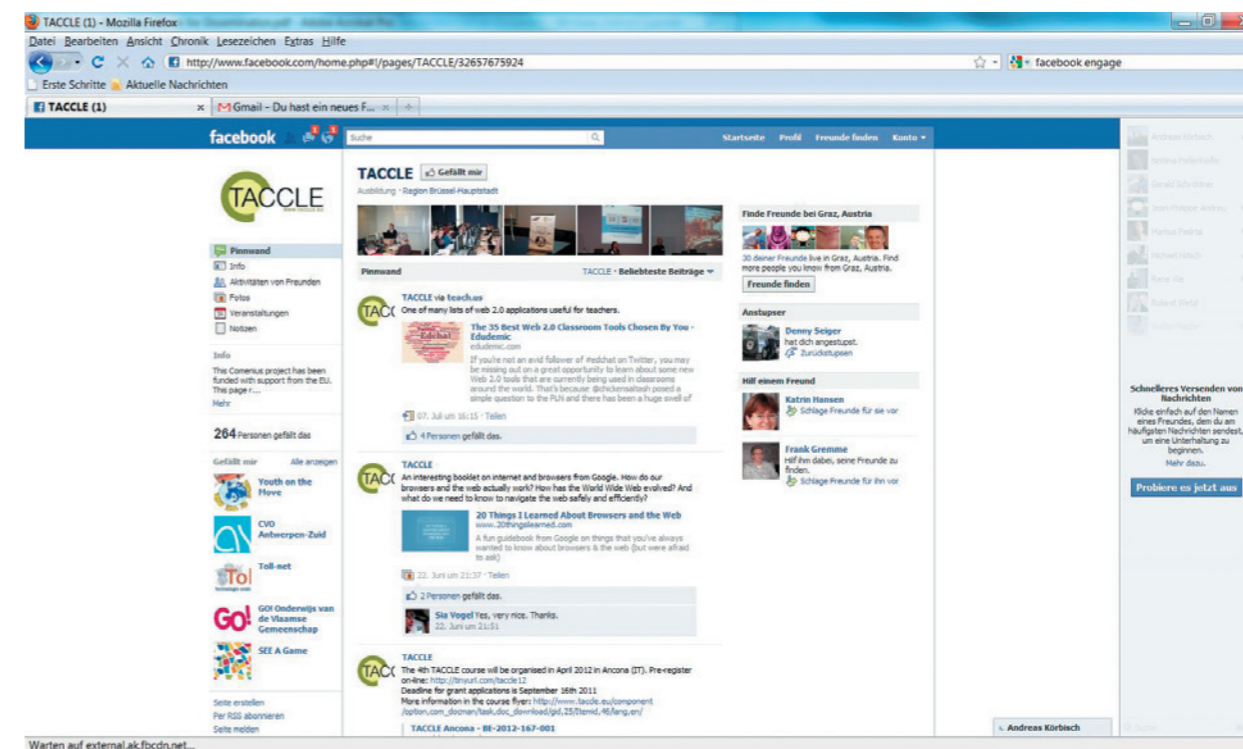 TACCLE (1) - Mozilla Firefox
Datei Bearbeiten Ansicht Chronik Lesezeichen Extras Hilfe
http://www.facebook.com/home.php#!/pages/TACCLE/32657675924
facebook engage
Erste Schritte Aktuelle Nachrichten
TACCLE (1)
Gmail - Du hast ein neues F...
facebook
1
1
Suche
Startseite Profil Freunde finden Konto
TACCLE
Pinnwand
Info
Aktivitäten von Freunden
Fotos
Veranstaltungen
Notizen
Info
This Comenius project has been
funded with support from the EU.
This page r....
Mehr
264 Personen gefällt das
Gefällt mir Alle anzeigen
Youth on the
Move
CVO
Antwerpen-Zuid
Tol
Toll-net
GO!
GO! Onderwijs van
de Vlaamse
Gemeenschap
SEE A Game
Seite erstellen
Per RSS abonnieren
Seite melden
TACCLE Gefällt mir
Ausbildung · Region Brüssel-Hauptstadt
Pinnwand
TACCLE · Beliebteste Beiträge
TACC
TACCLE via teach.us
One of many lists of web 2.0 applications useful for teachers.
Edchat
The 35 Best Web 2.0 Classroom Tools Chosen By You -
Edudemic
edudemic.com
If you're not an avid follower of #edchat on Twitter, you may
be missing out on a great opportunity to learn about some new
Web 2.0 tools that are currently being used in classrooms
around the world. That's because @chickensaltash posed a
simple question to the PLN and there has been a huge swell of
07. Juli um 16:15 · Teilen
4 Personen gefällt das.
TACC
TACCLE
An interesting booklet on internet and browsers from Google. How do our
browsers and the web actually work? How has the World Wide Web evolved? And
what do we need to know to navigate the web safely and efficiently?
20 Things I Learned About Browsers and the Web
www.20thingsilearned.com
A fun guidebook from Google on things that you've always
wanted to know about browsers & the web (but were afraid
to ask)
22. Juni um 21:37 · Teilen
2 Personen gefällt das.
Sia Vogel Yes, very nice. Thanks.
22. Juni um 21:51
TACC
TACCLE
The 4th TACCLE course will be organised in April 2012 in Ancona (IT). Pre-register
on-line: http://tinyurl.com/taccle12
Deadline for grant applications is September 16th 2011
More information in the course flyer: http://www.taccle.eu/component
/option,com_docman/task,doc_download/gid,25/Itemid,46/lang,en/
TACCLE Ancona - BE-2012-167-001
Finde Freunde bei Graz, Austria
30 deiner Freunde live in Graz, Austria. Find
more people you know from Graz, Austria.
Freunde finden
Anstupser
Denny Seiger
hat dich angestupst.
Zurückstupsen
Hilf einem Freund
Katrin Hansen
Schlage Freunde für sie vor
Frank Gremme
Hilf ihm dabei, seine Freunde zu
finden.
Schlage Freunde für ihn vor
Andreas Körbisch
Schnelleres Versenden von
Nachrichten
Klicke einfach auf den Namen
eines Freundes, dem du am
häufigsten Nachrichten sendest,
um eine Unterhaltung zu
beginnen.
Mehr dazu.
Probiere es jetzt aus
Andreas Körbisch
Suche
Warten auf external.ak.fbcdn.net...